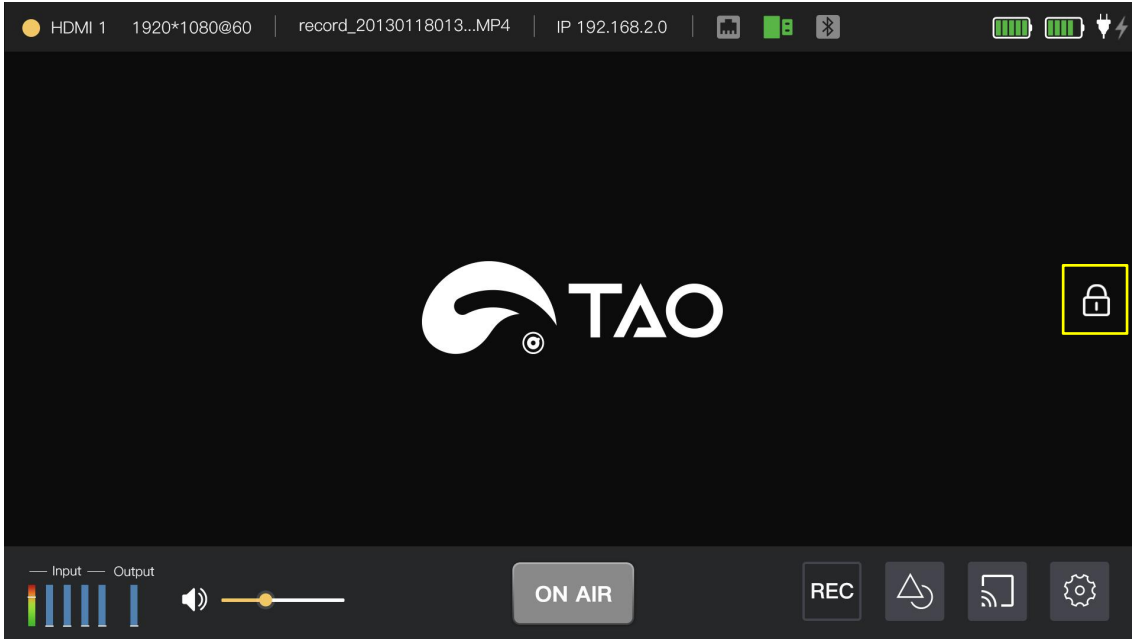 HDMI 1 1920*1080@60 record_20130118013...MP4 IP 192.168.2.0
TAO
Input Output
ON AIR REC